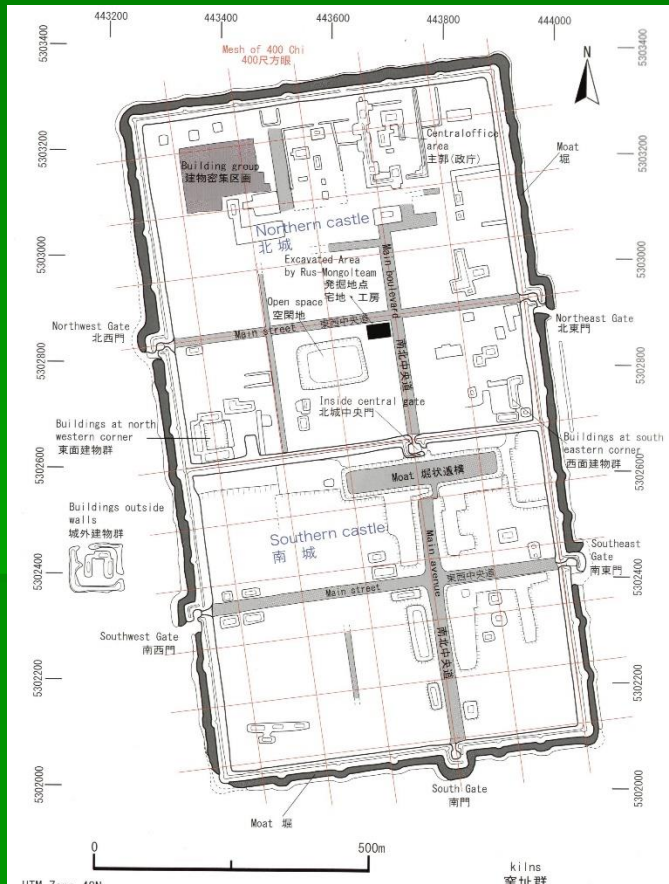 443200
443400
443600
443800
444000
5303400
5303400
Mesh of 400 Chi
400尺方眼
N
Central office
area
主郭(政庁)
5303200
5303200
Building group
建物密集区画
Moat
堀
Northern castle
北城
5303000
5303000
Excavated Area
by Rus-Mongolteam
発掘地点
宅地・工房
Main boulevard
Open space
空閑地
Northwest Gate
北西門
Main street
東西中央道
Northeast Gate
北東門
5302800
5302800
南北中央道
Inside central gate
北城中央門
Buildings at north
western corner
東面建物群
Buildings at south
eastern corner
西面建物群
5302600
5302600
Moat 堀状遺構
Buildings outside
walls
城外建物群
Southern castle
南城
Main avenue
Southeast
Gate
南東門
5302400
5302400
Main street
東西中央道
Southwest Gate
南西門
南北中央道
5302200
5302200
5302000
5302000
South Gate
南門
Moat 堀
0
500m
kilns
窯址群